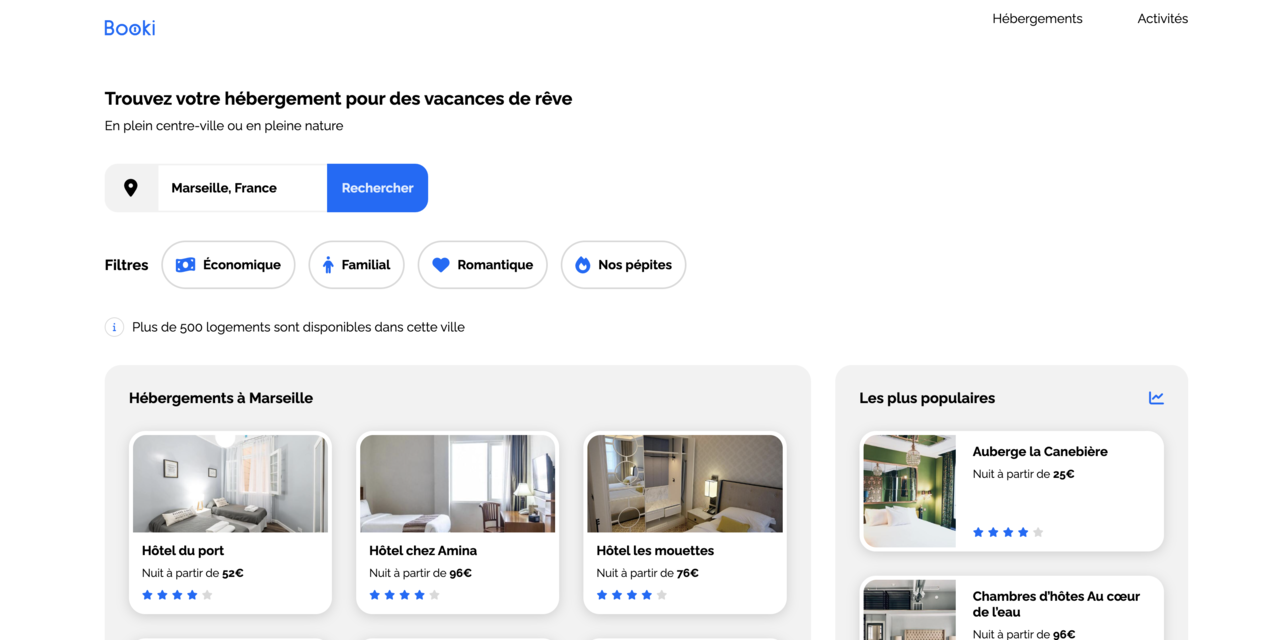 Booki
Hébergements
Activités
Trouvez votre hébergement pour des vacances de rêve
En plein centre-ville ou en pleine nature
Marseille, France
Rechercher
Filtres
Économique
Familial
Romantique
Nos pépites
i
Plus de 500 logements sont disponibles dans cette ville
Hébergements à Marseille
Hôtel du port
Nuit à partir de 52€
Hôtel chez Amina
Nuit à partir de 96€
Hôtel les mouettes
Nuit à partir de 76€
Les plus populaires
Auberge la Canebière
Nuit à partir de 25€
Chambres d'hôtes Au cœur
de l'eau
Nuit à partir de 96€